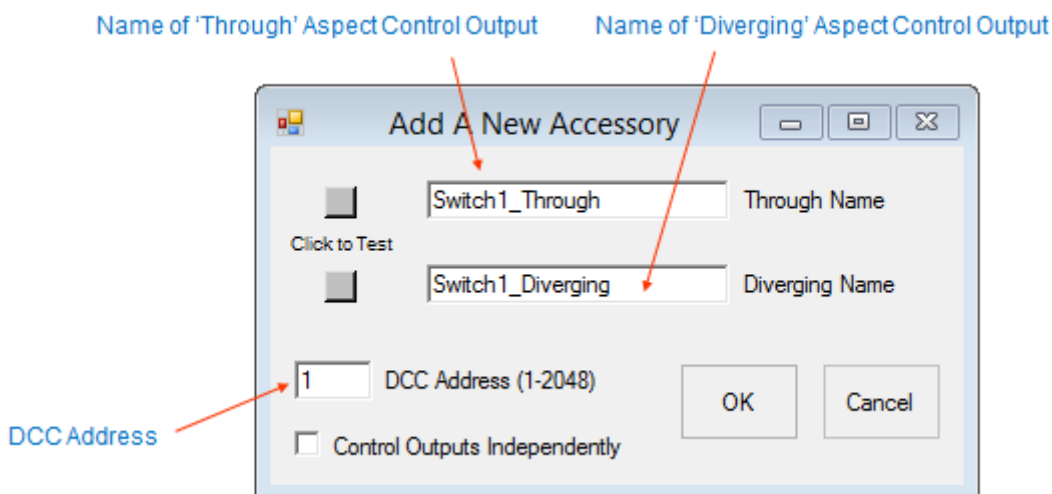 Name of ‘Through’ Aspect Control Output
Name of ‘Diverging’ Aspect Control Output
Add A New Accessory
Switch1_Through
Through Name
Click to Test
Switch1_Diverging
Diverging Name
1
DCC Address (1-2048)
OK
Cancel
DCC Address
Control Outputs Independently